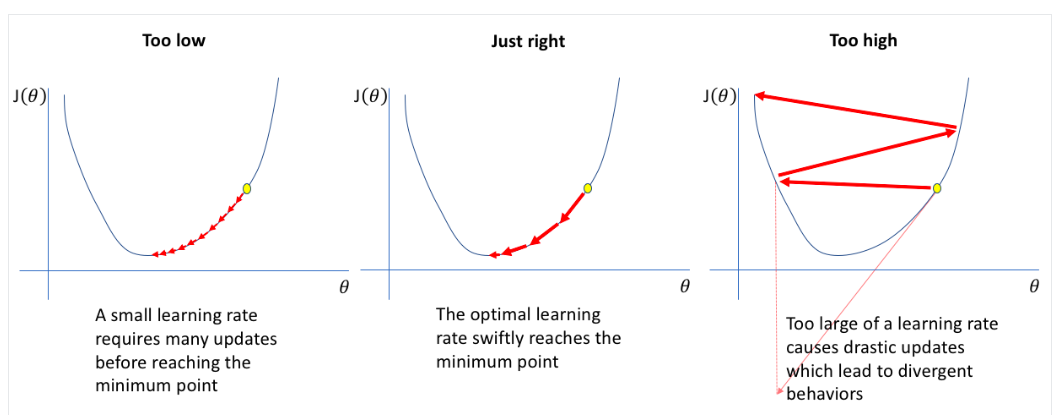 Too low
Just right
Too high
J(θ)
J(θ)
J(θ)
θ
θ
θ
A small learning rate
requires many updates
before reaching the
minimum point
The optimal learning
rate swiftly reaches the
minimum point
Too large of a learning rate
causes drastic updates
which lead to divergent
behaviors